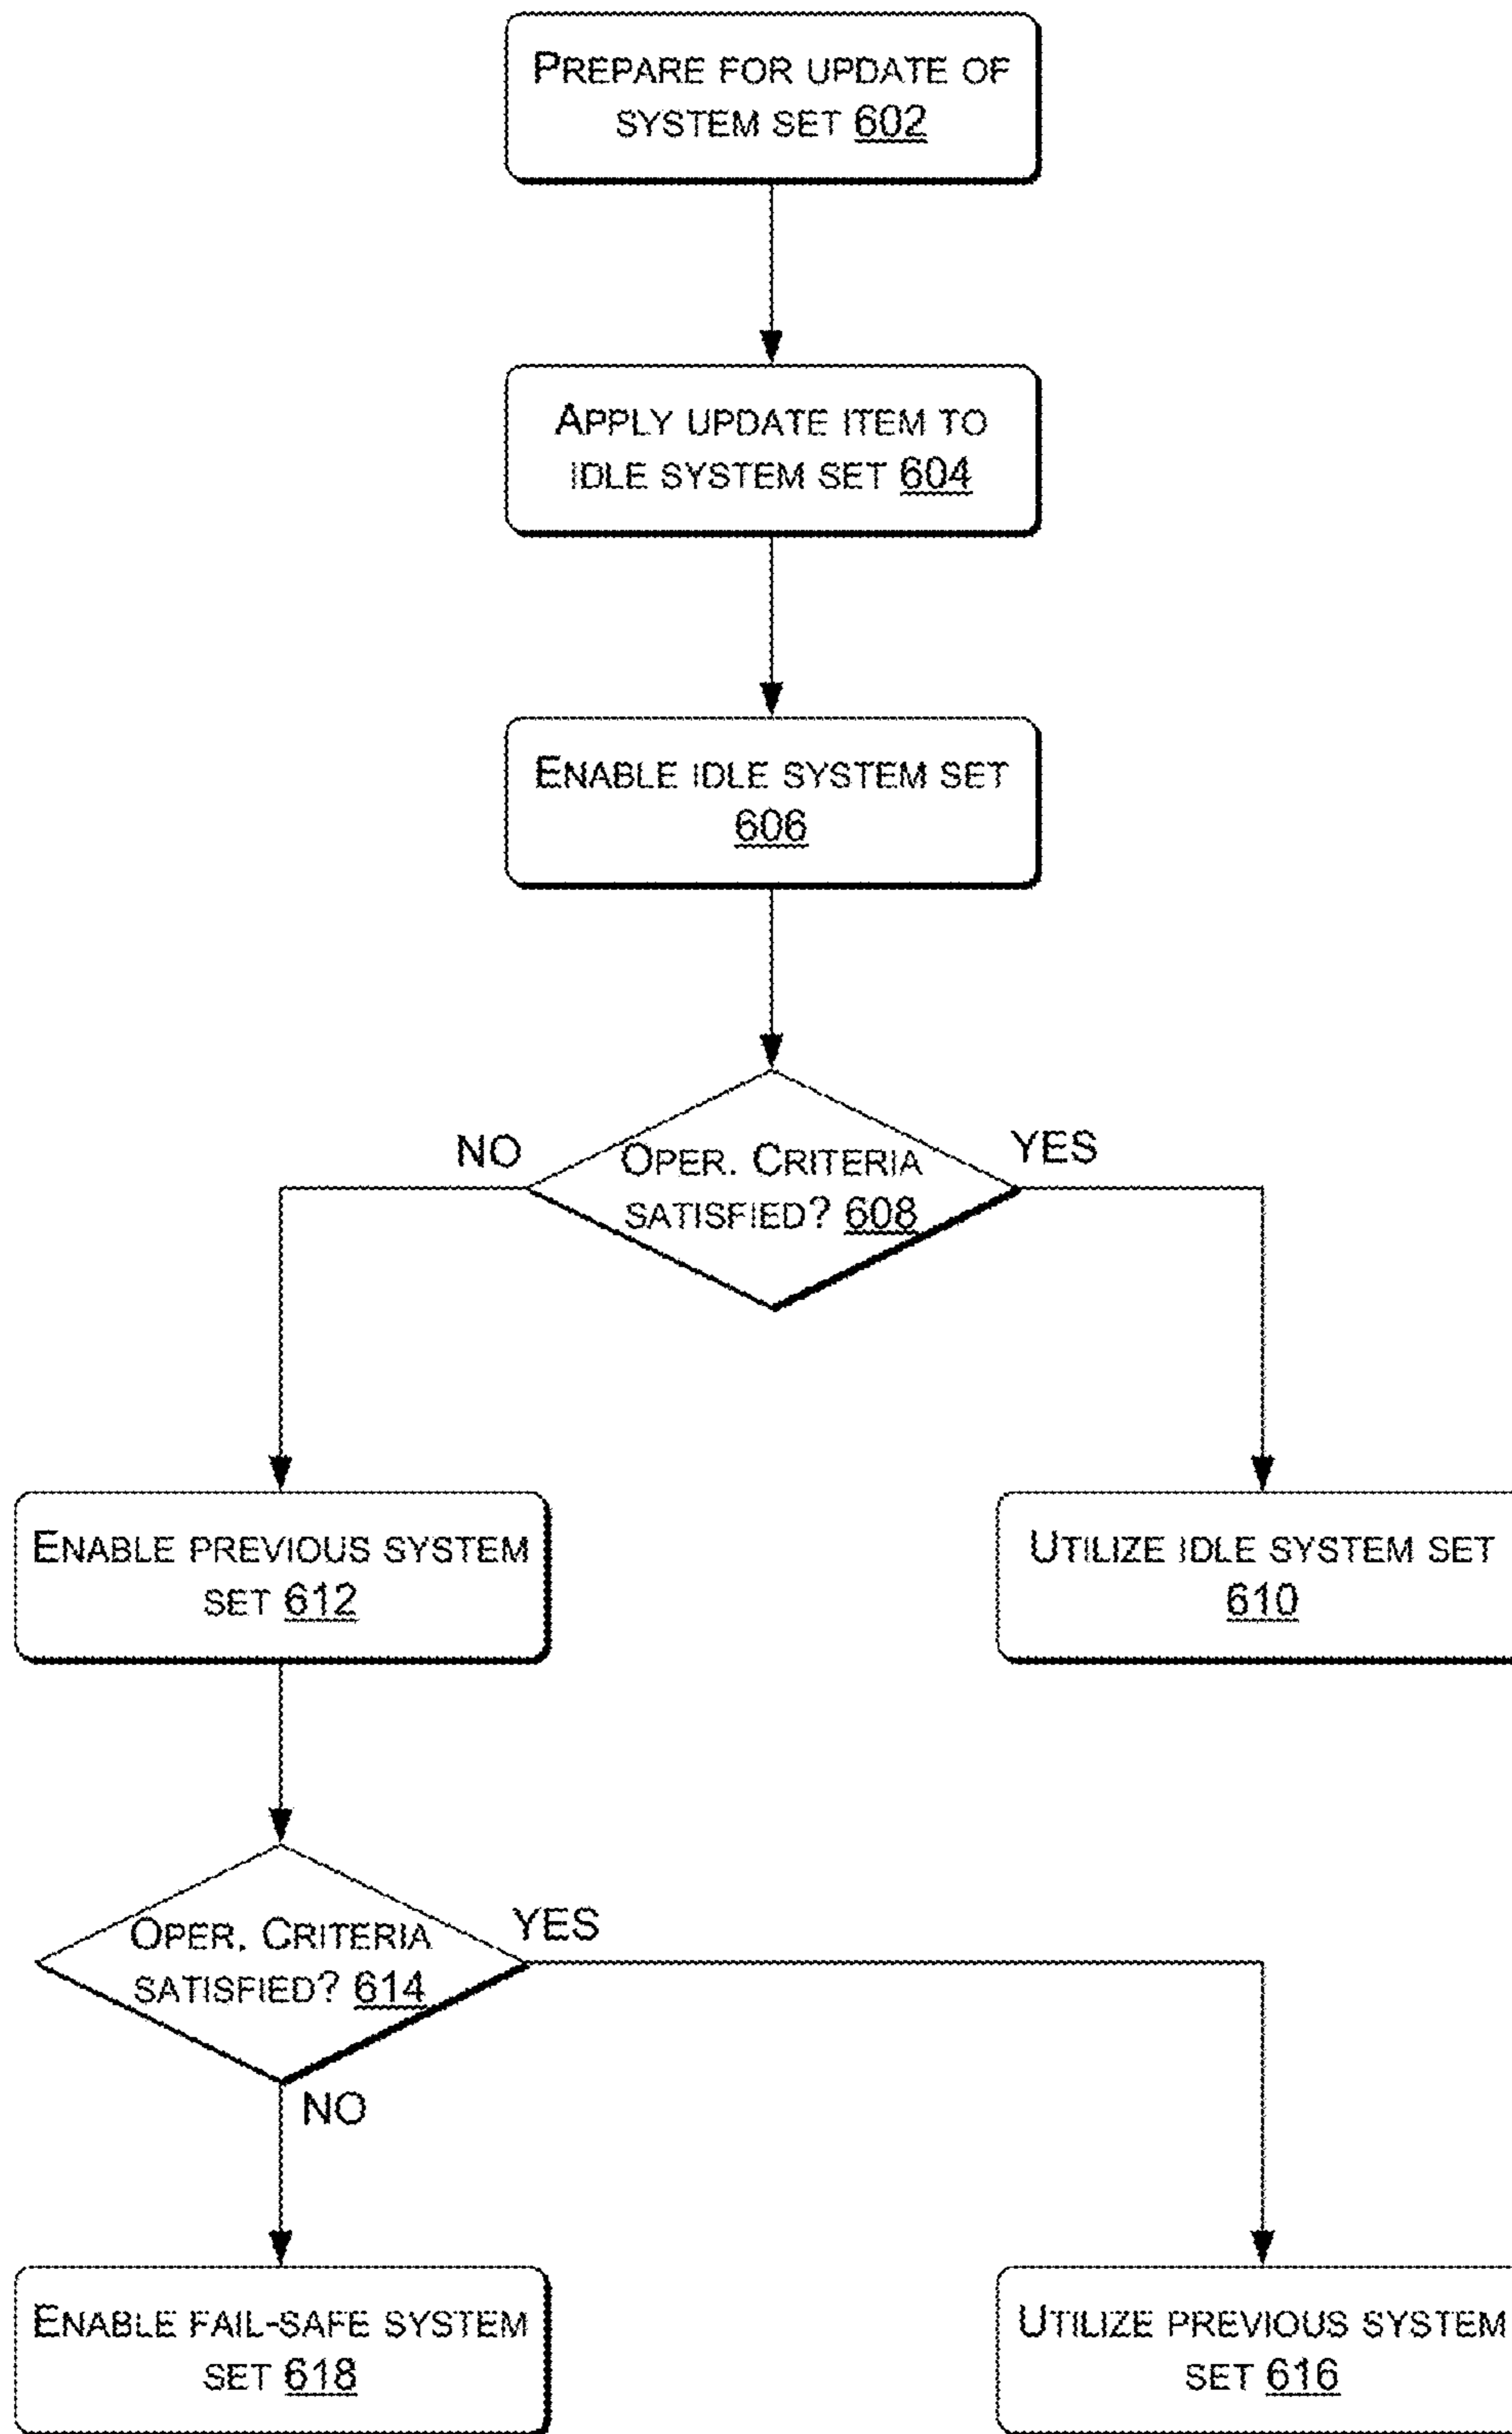 PREPARE FOR UPDATE OF
SYSTEM SET 602
APPLY UPDATE ITEM TO
IDLE SYSTEM SET 604
ENABLE IDLE SYSTEM SET
606
NO
OPER. CRITERIA
SATISFIED? 608
YES
ENABLE PREVIOUS SYSTEM
SET 612
UTILIZE IDLE SYSTEM SET
610
OPER. CRITERIA
SATISFIED? 614
YES
NO
ENABLE FAIL-SAFE SYSTEM
SET 618
UTILIZE PREVIOUS SYSTEM
SET 616